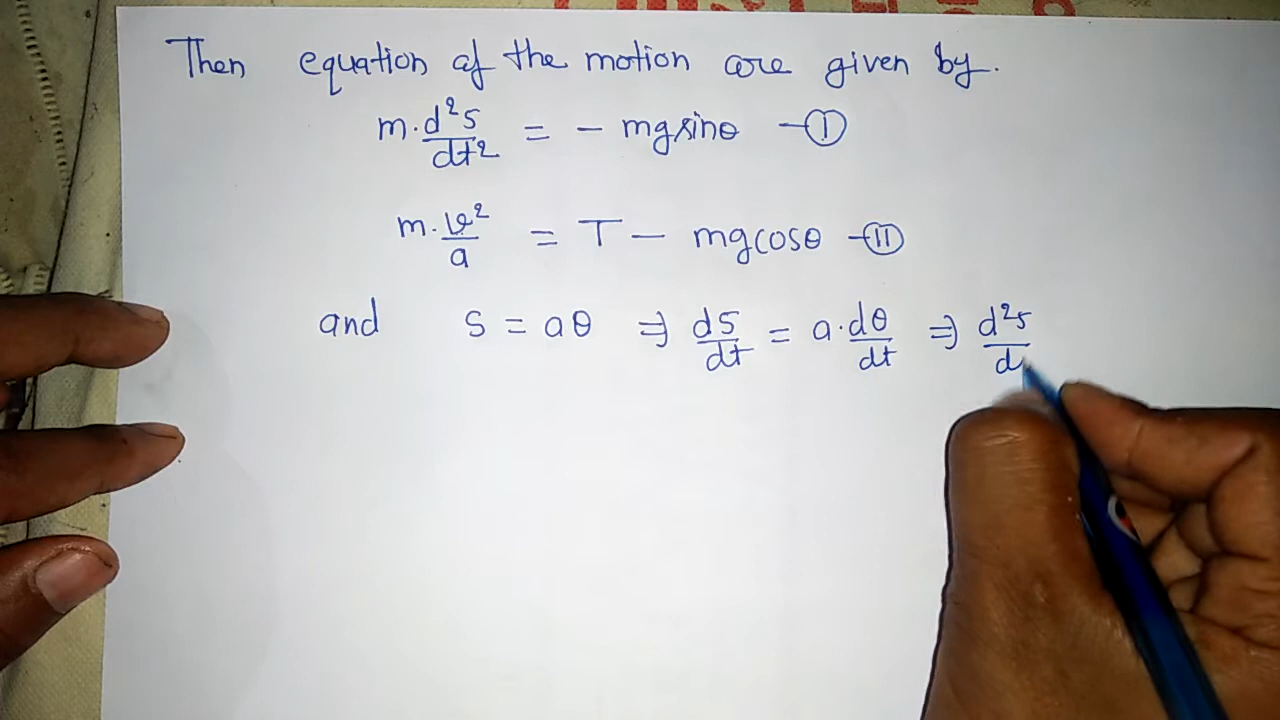 Then equation of the motion are given by.
m·d²s/dt² = - mg sinθ —Ⓘ
m·v²/a = T - mg cosθ —(II)
and s = aθ ⇒ ds/dt = a·dθ/dt ⇒ d²s/d